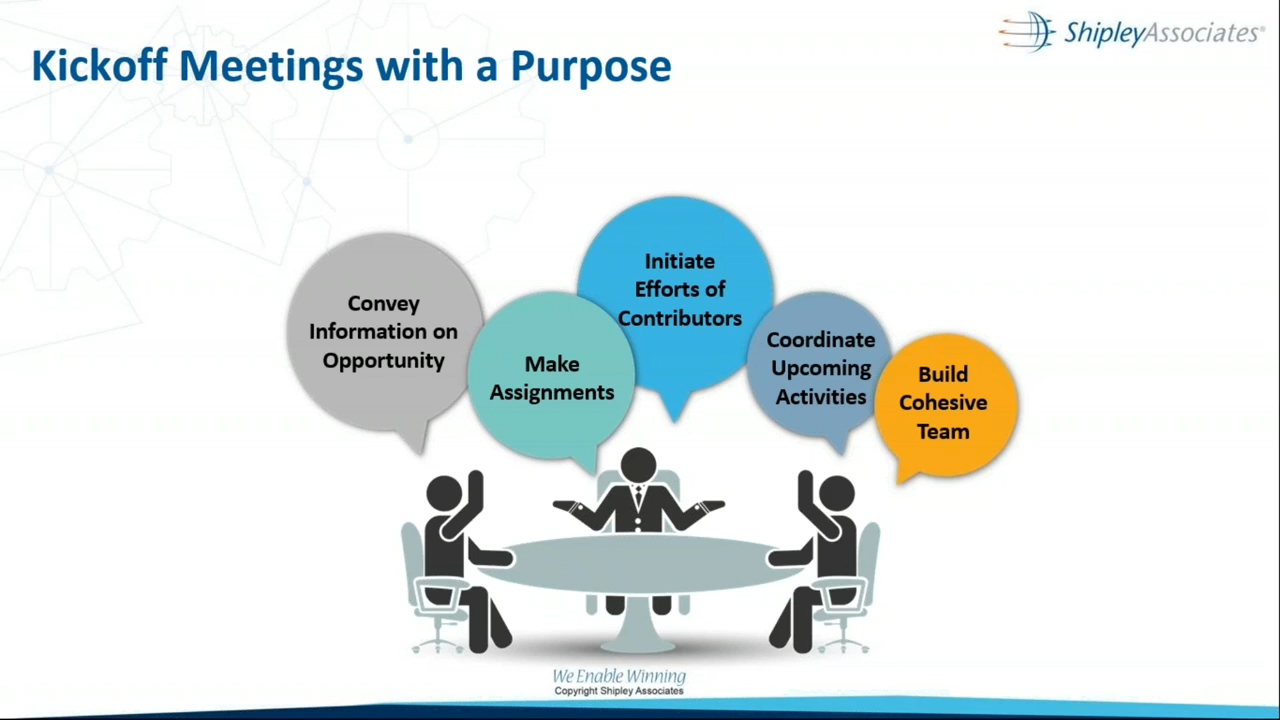 Kickoff Meetings with a Purpose
ShipleyAssociates®
Convey
Information on
Opportunity
Make
Assignments
Initiate
Efforts of
Contributors
Coordinate
Upcoming
Activities
Build
Cohesive
Team
We Enable Winning
Copyright Shipley Associates